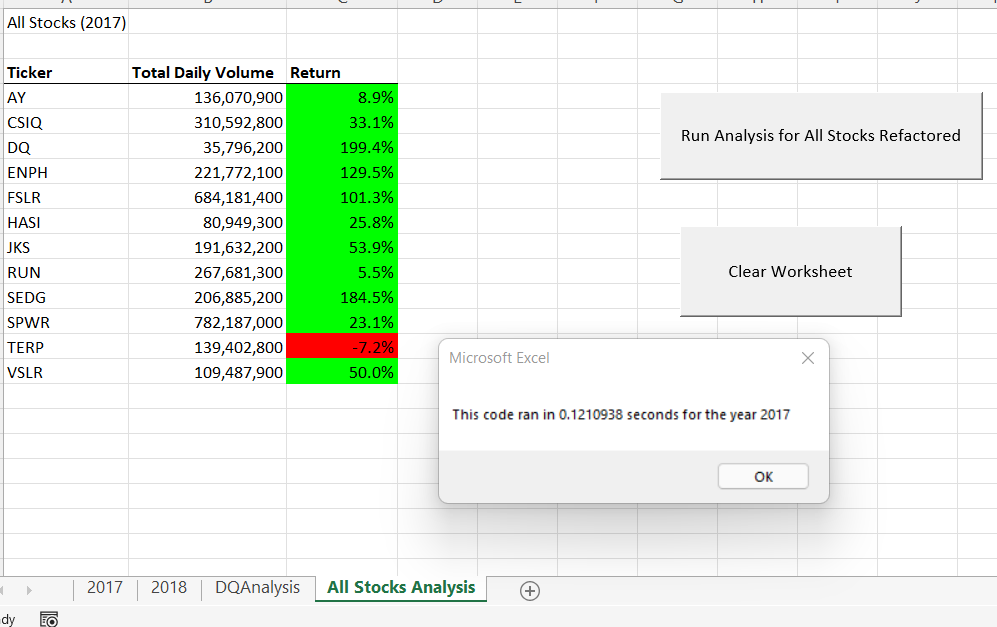 All Stocks (2017)
Ticker Total Daily Volume Return
AY 136,070,900 8.9%
CSIQ 310,592,800 33.1%
DQ 35,796,200 199.4%
ENPH 221,772,100 129.5%
FSLR 684,181,400 101.3%
HASI 80,949,300 25.8%
JKS 191,632,200 53.9%
RUN 267,681,300 5.5%
SEDG 206,885,200 184.5%
SPWR 782,187,000 23.1%
TERP 139,402,800 -7.2%
VSLR 109,487,900 50.0%
Run Analysis for All Stocks Refactored
Clear Worksheet
Microsoft Excel
This code ran in 0.1210938 seconds for the year 2017
OK
2017 2018 DQAnalysis All Stocks Analysis
dy